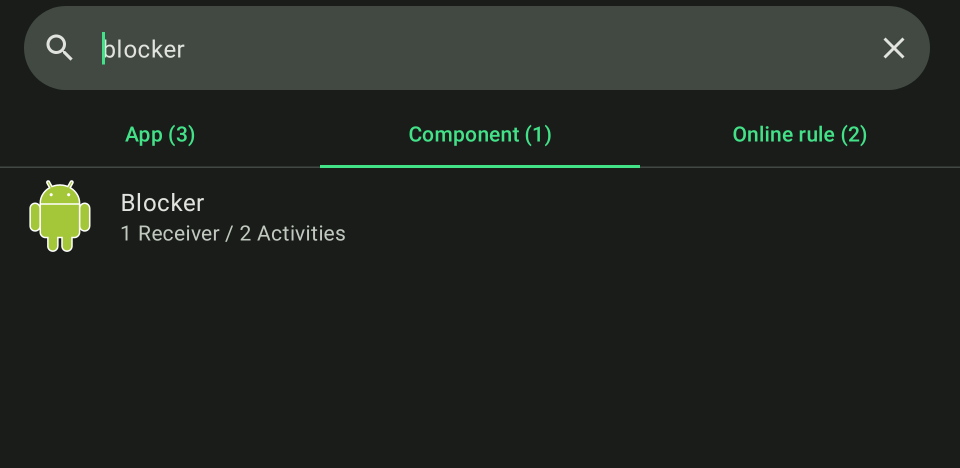 blocker
App (3)
Component (1)
Online rule (2)
Blocker
1 Receiver / 2 Activities